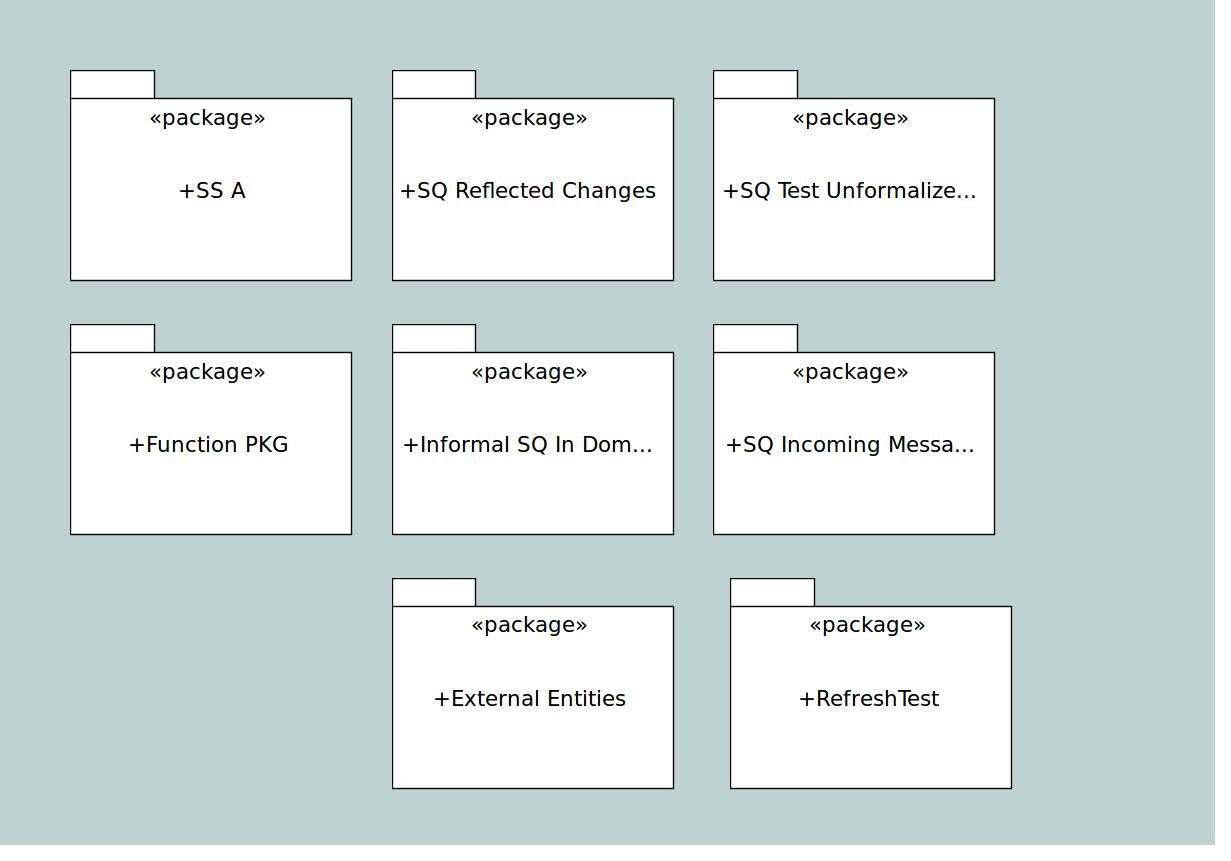 «package»
+SS A
«package»
+SQ Reflected Changes
«package»
+SQ Test Unformalize...
«package»
+Function PKG
«package»
+Informal SQ In Dom...
«package»
+SQ Incoming Messa...
«package»
+External Entities
«package»
+RefreshTest